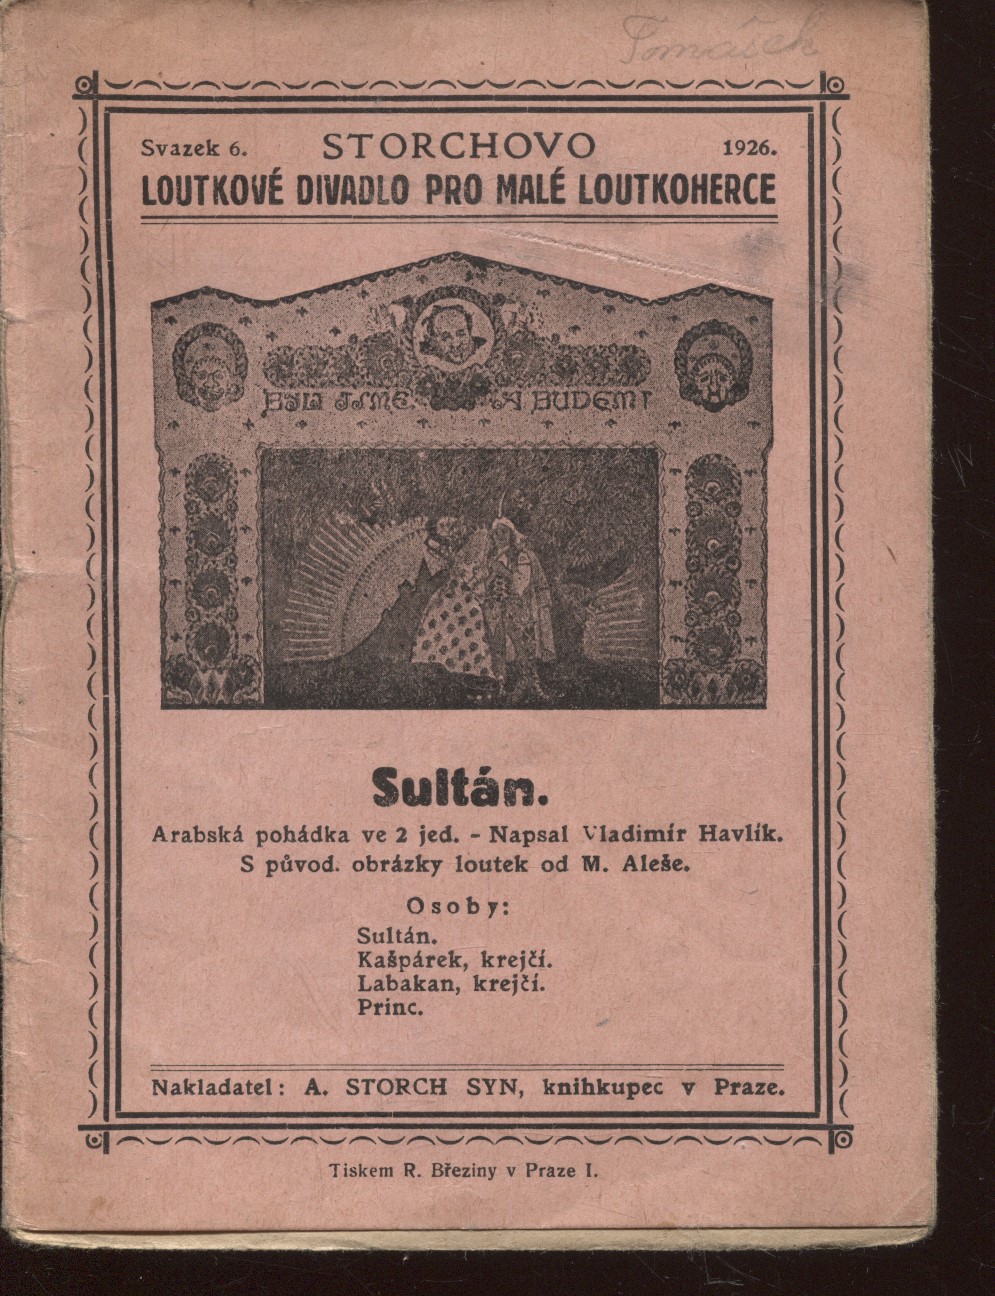 Tomášek
Svazek 6. STORCHOVO 1926.
LOUTKOVÉ DIVADLO PRO MALÉ LOUTKOHERCE
BYLI JSME A BUDEM!
Sultán.
Arabská pohádka ve 2 jed. - Napsal Vladimír Havlík.
S původ. obrázky loutek od M. Aleše.
Osoby:
Sultán.
Kašpárek, krejčí.
Labakan, krejčí.
Princ.
Nakladatel: A. STORCH SYN, knihkupec v Praze.
Tiskem R. Březiny v Praze I.